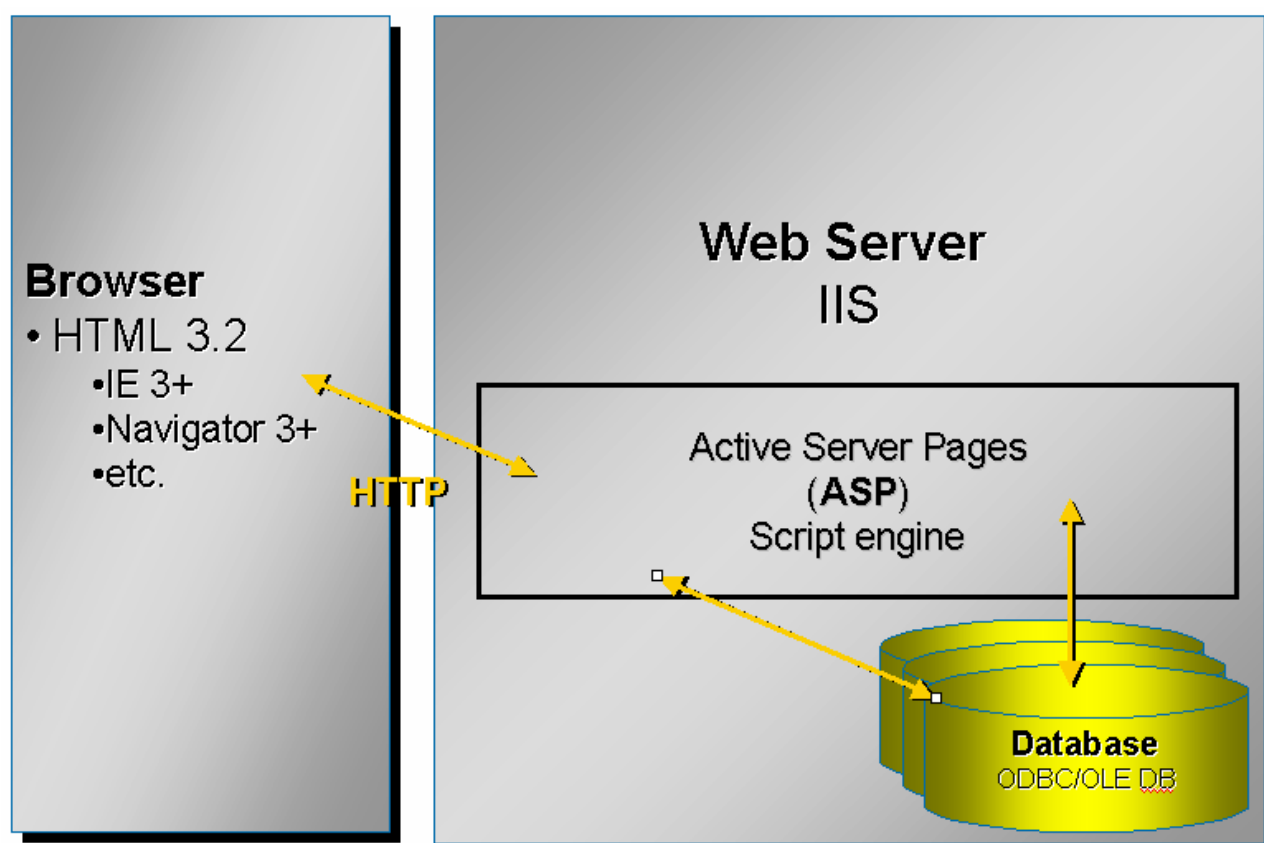 Browser
• HTML 3.2
•IE 3+
•Navigator 3+
•etc.
HTTP
Web Server
IIS
Active Server Pages
(ASP)
Script engine
Database
ODBC/OLE DB